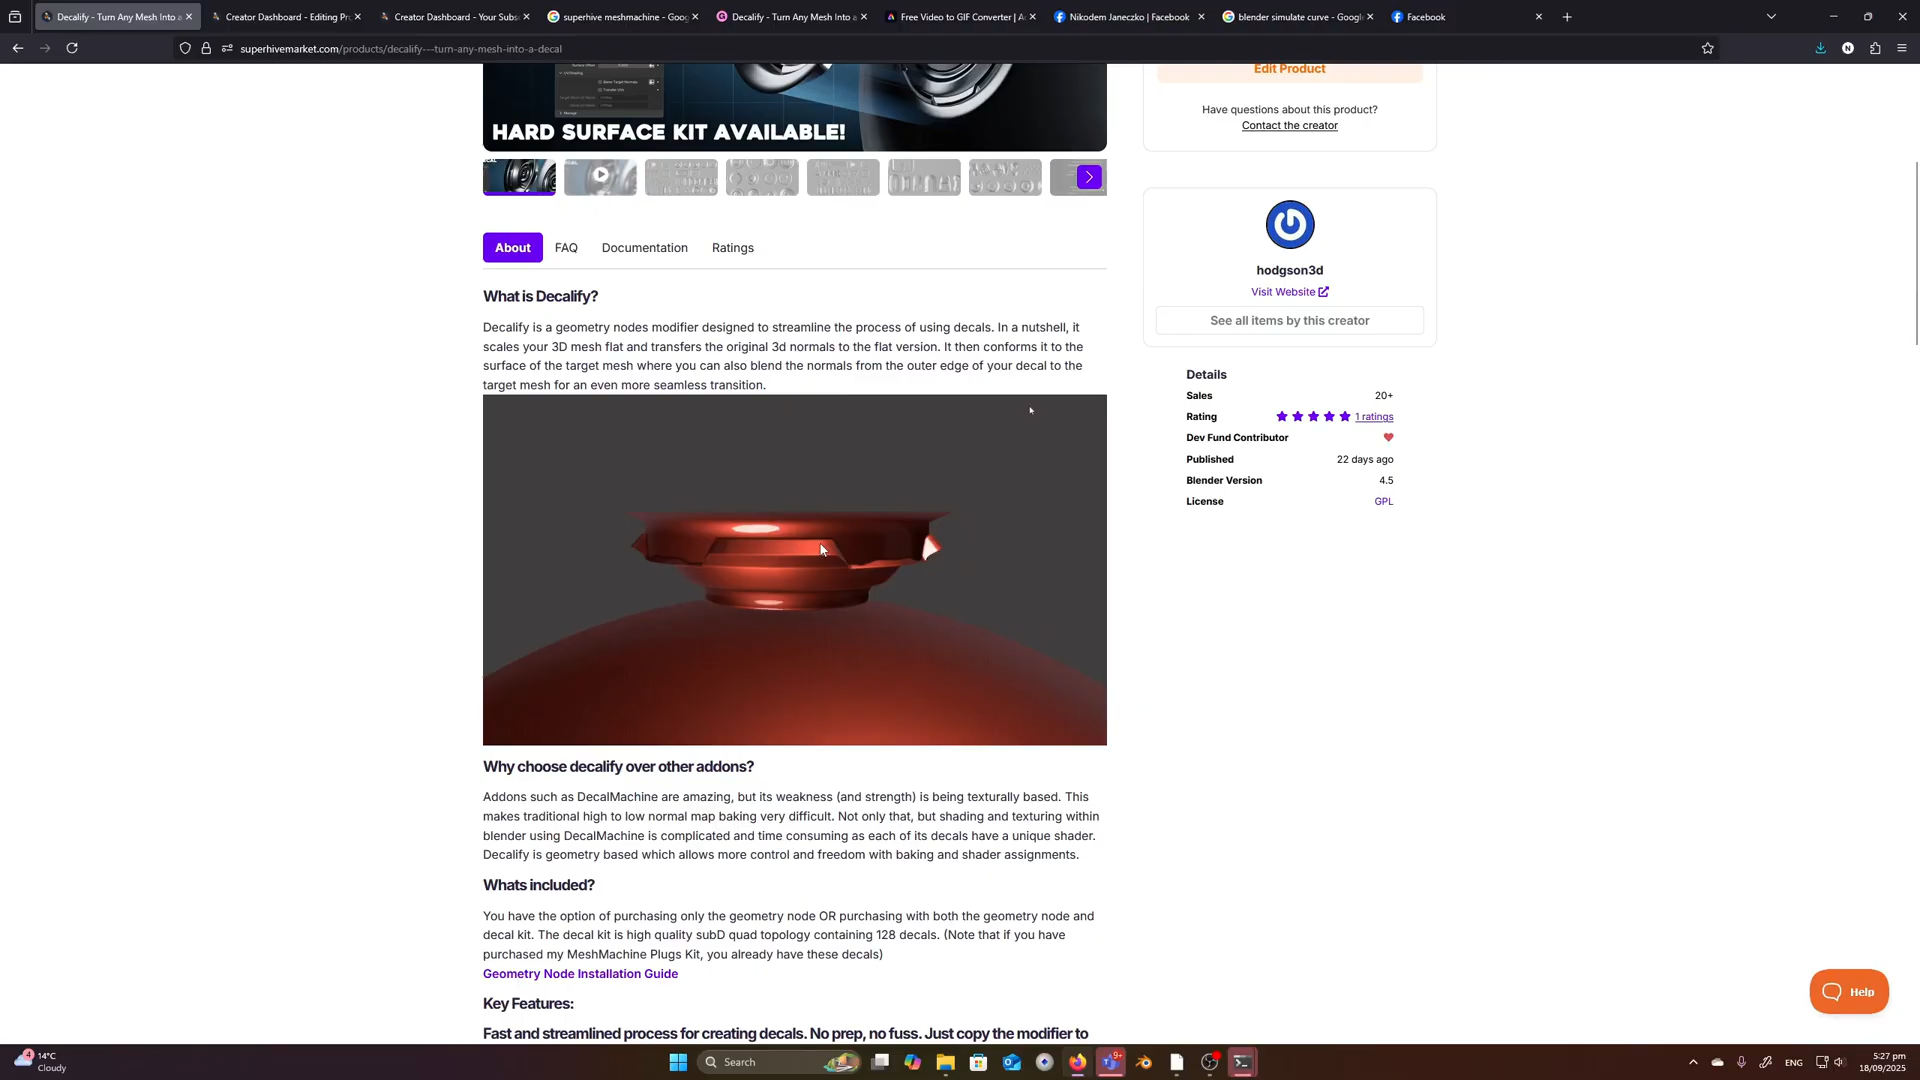 Decalify - Turn Any Mesh Into a
Creator Dashboard - Editing Pr
Creator Dashboard - Your Subs
superhive meshmachine - Goog
Decalify - Turn Any Mesh Into a
Free Video to GIF Converter | A
Nikodem Janeczko | Facebook
blender simulate curve - Google
Facebook
superhivemarket.com/products/decalify---turn-any-mesh-into-a-decal
N
HARD SURFACE KIT AVAILABLE!
Edit Product
Have questions about this product?
Contact the creator
About
FAQ
Documentation
Ratings
What is Decalify?
Decalify is a geometry nodes modifier designed to streamline the process of using decals. In a nutshell, it
scales your 3D mesh flat and transfers the original 3d normals to the flat version. It then conforms it to the
surface of the target mesh where you can also blend the normals from the outer edge of your decal to the
target mesh for an even more seamless transition.
Why choose decalify over other addons?
Addons such as DecalMachine are amazing, but its weakness (and strength) is being texturally based. This
makes traditional high to low normal map baking very difficult. Not only that, but shading and texturing within
blender using DecalMachine is complicated and time consuming as each of its decals have a unique shader.
Decalify is geometry based which allows more control and freedom with baking and shader assignments.
Whats included?
You have the option of purchasing only the geometry node OR purchasing with both the geometry node and
decal kit. The decal kit is high quality subD quad topology containing 128 decals. (Note that if you have
purchased my MeshMachine Plugs Kit, you already have these decals)
Geometry Node Installation Guide
Key Features:
Fast and streamlined process for creating decals. No prep, no fuss. Just copy the modifier to
hodgson3d
Visit Website
See all items by this creator
Details
Sales 20+
Rating 1 ratings
Dev Fund Contributor
Published 22 days ago
Blender Version 4.5
License GPL
Help
4
14°C
Cloudy
Search
9+
ENG
5:27 pm
18/09/2025